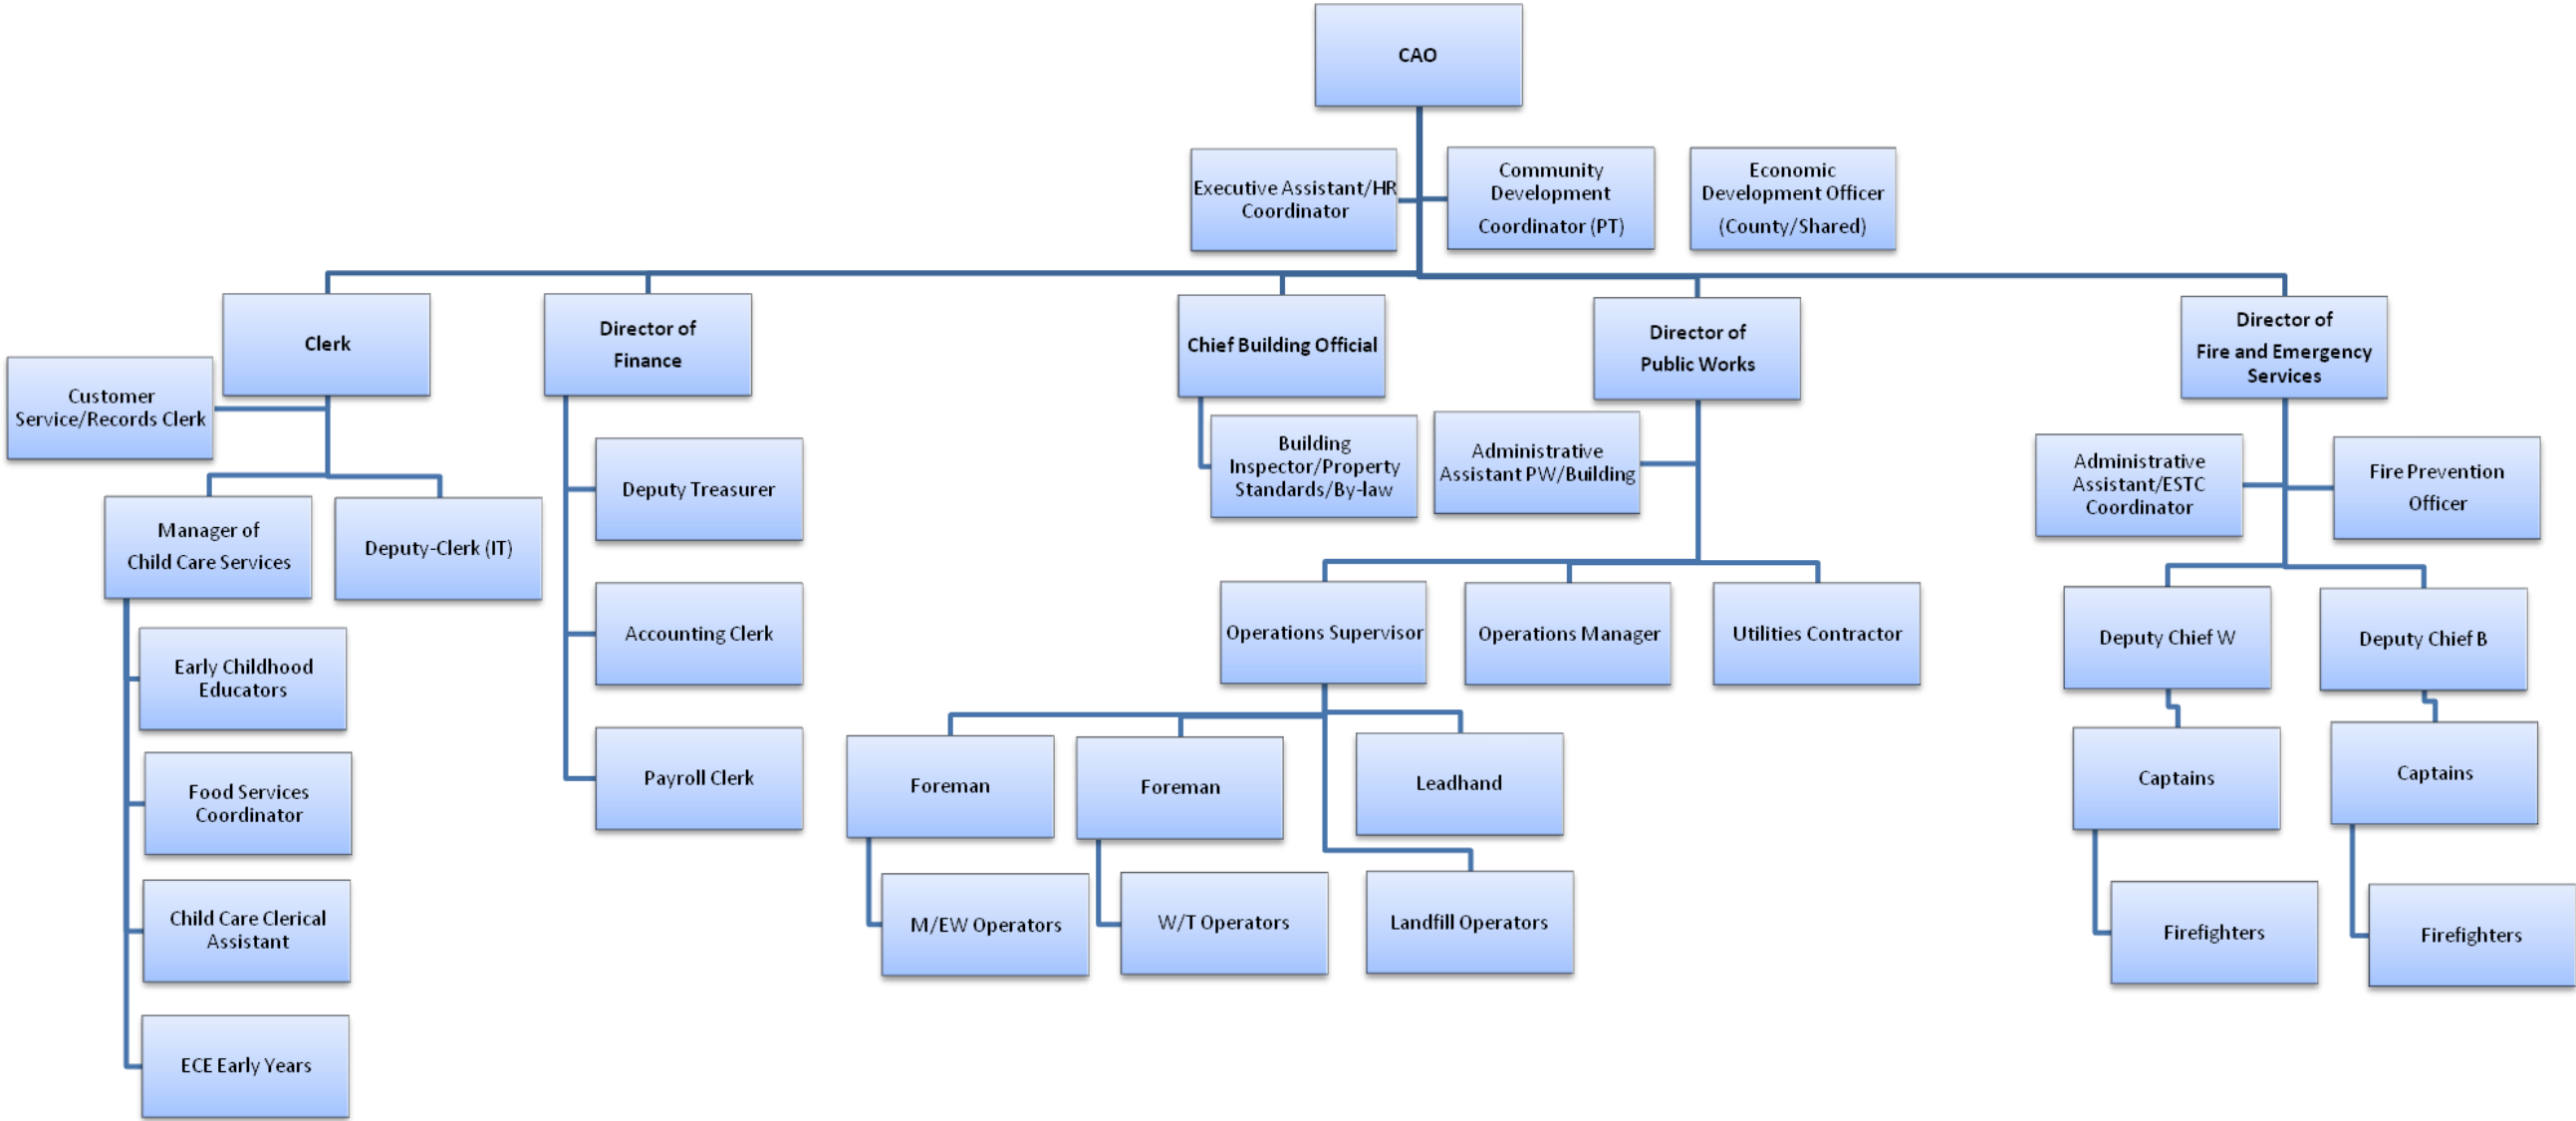 CAO
Executive Assistant/HR
Coordinator
Community
Development
Coordinator (PT)
Economic
Development Officer
(County/Shared)
Clerk
Director of
Finance
Chief Building Official
Director of
Public Works
Director of
Fire and Emergency
Services
Customer
Service/Records Clerk
Manager of
Child Care Services
Deputy-Clerk (IT)
Early Childhood
Educators
Food Services
Coordinator
Child Care Clerical
Assistant
ECE Early Years
Deputy Treasurer
Accounting Clerk
Payroll Clerk
Building
Inspector/Property
Standards/By-law
Administrative
Assistant PW/Building
Operations Supervisor
Operations Manager
Utilities Contractor
Foreman
Foreman
Leadhand
M/EW Operators
W/T Operators
Landfill Operators
Administrative
Assistant/ESTC
Coordinator
Fire Prevention
Officer
Deputy Chief W
Deputy Chief B
Captains
Captains
Firefighters
Firefighters